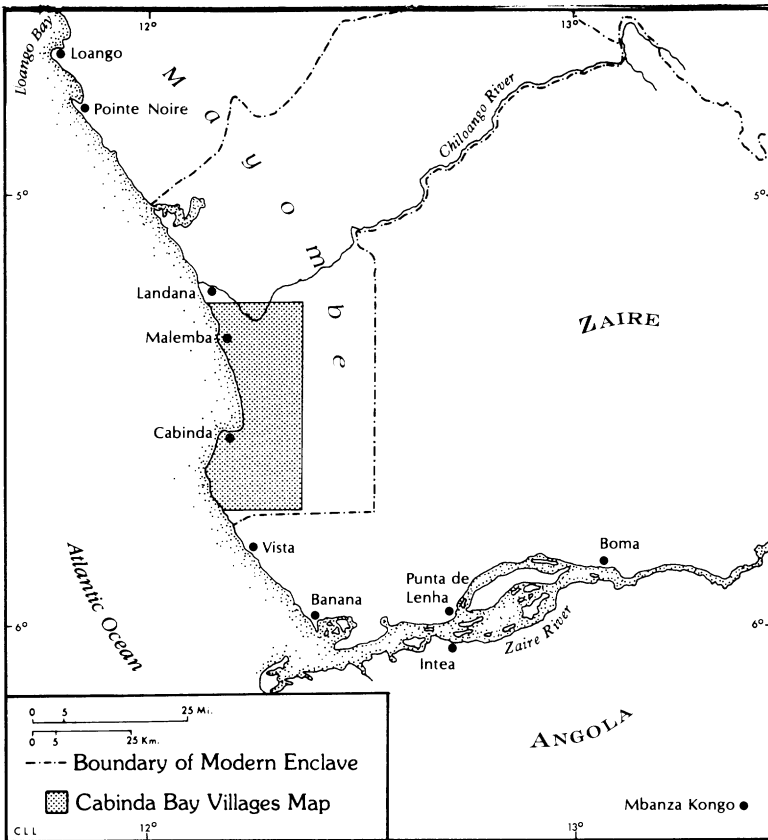 12°
13°
Loango Bay
Loango
Pointe Noire
Mayombe
Chiloango River
5°
5°
Landana
Malemba
Cabinda
ZAIRE
Vista
Banana
Punta de
Lenha
Boma
Atlantic Ocean
6°
6°
Zaire River
Intea
ANGOLA
0 5 25 Mi.
0 5 25 Km.
Boundary of Modern Enclave
Cabinda Bay Villages Map
Mbanza Kongo
CLL
12°
13°